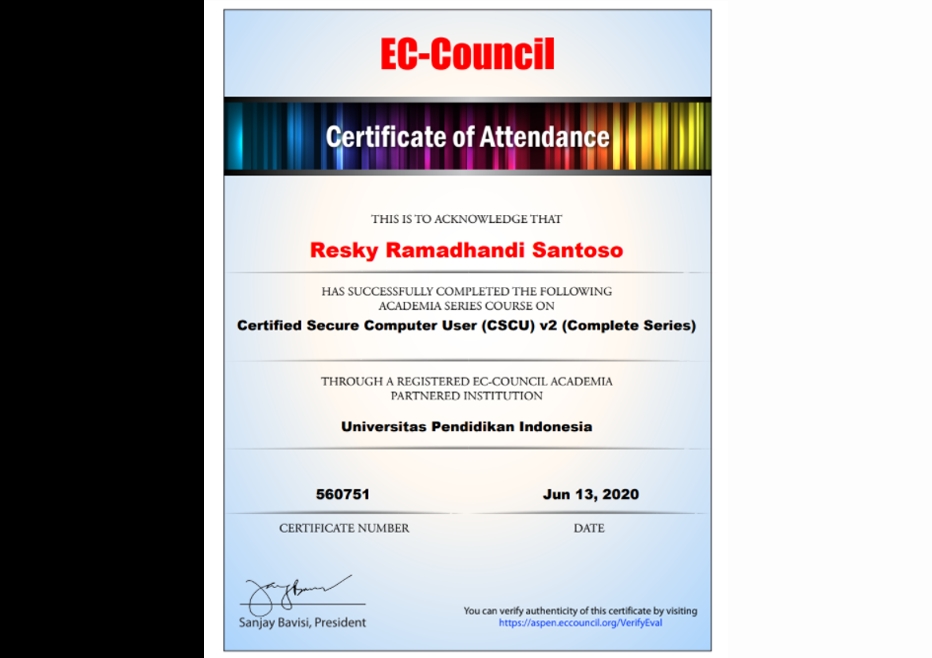 EC-Council
Certificate of Attendance
THIS IS TO ACKNOWLEDGE THAT
Resky Ramadhandi Santoso
HAS SUCCESSFULLY COMPLETED THE FOLLOWING
ACADEMIA SERIES COURSE ON
Certified Secure Computer User (CSCU) v2 (Complete Series)
THROUGH A REGISTERED EC-COUNCIL ACADEMIA
PARTNERED INSTITUTION
Universitas Pendidikan Indonesia
560751
CERTIFICATE NUMBER
Jun 13, 2020
DATE
Sanjay Bavisi, President
You can verify authenticity of this certificate by visiting
https://aspen.eccouncil.org/VerifyEval